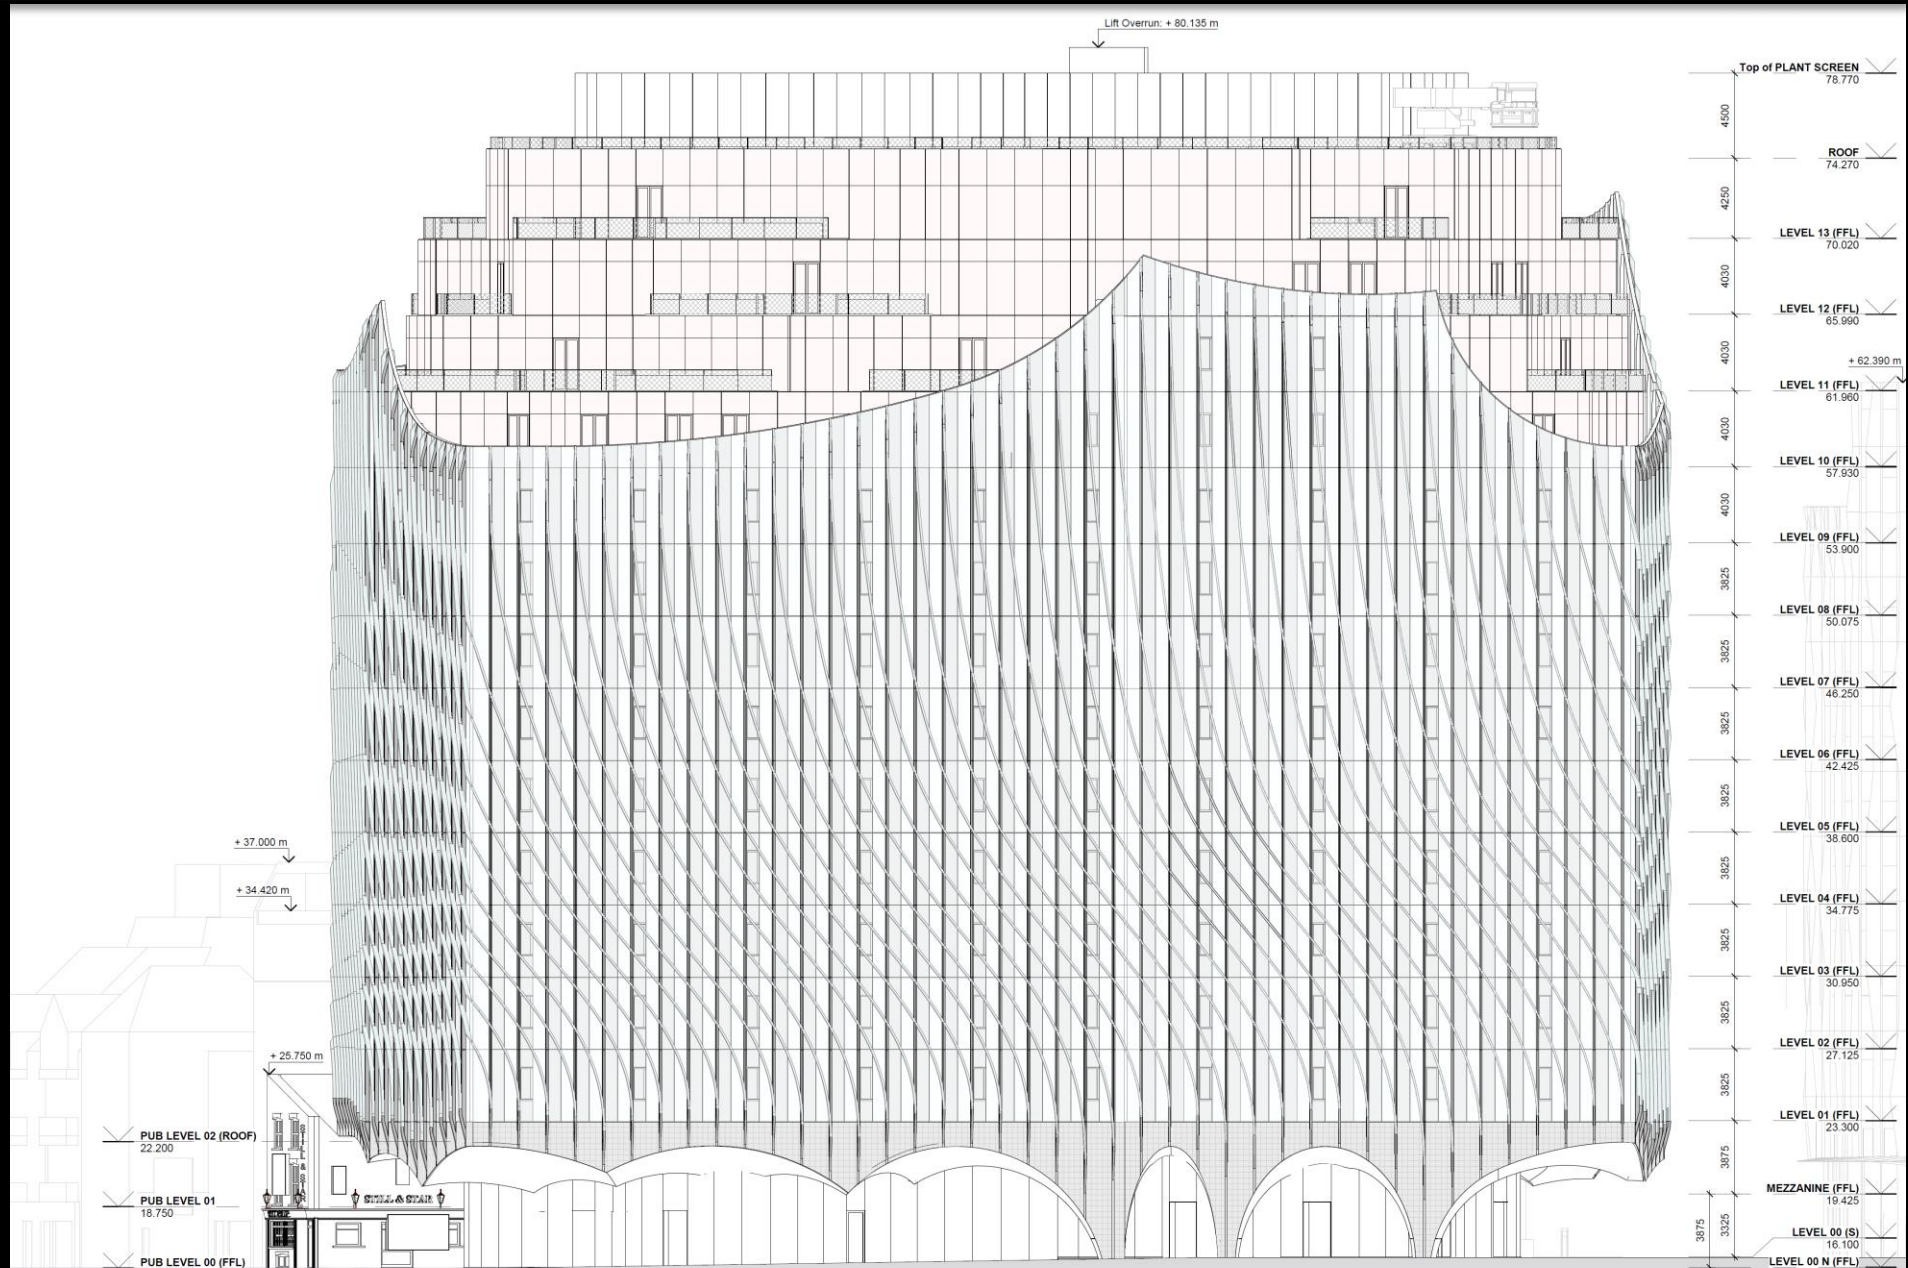 Lift Overrun: + 80.135 m
Top of PLANT SCREEN
78.770
4500
ROOF
74.270
4250
LEVEL 13 (FFL)
70.020
4030
LEVEL 12 (FFL)
65.990
4030
+ 62.390 m
LEVEL 11 (FFL)
61.960
4030
LEVEL 10 (FFL)
57.930
4030
LEVEL 09 (FFL)
53.900
3825
LEVEL 08 (FFL)
50.075
3825
LEVEL 07 (FFL)
46.250
3825
LEVEL 06 (FFL)
42.425
3825
LEVEL 05 (FFL)
38.600
3825
LEVEL 04 (FFL)
34.775
3825
LEVEL 03 (FFL)
30.950
3825
LEVEL 02 (FFL)
27.125
3825
LEVEL 01 (FFL)
23.300
3875
MEZZANINE (FFL)
19.425
3325
3875
LEVEL 00 (S)
16.100
LEVEL 00 N (FFL)
+ 37.000 m
+ 34.420 m
+ 25.750 m
PUB LEVEL 02 (ROOF)
22.200
PUB LEVEL 01
18.750
PUB LEVEL 00 (FFL)
STILL & STAR
STILL & STAR